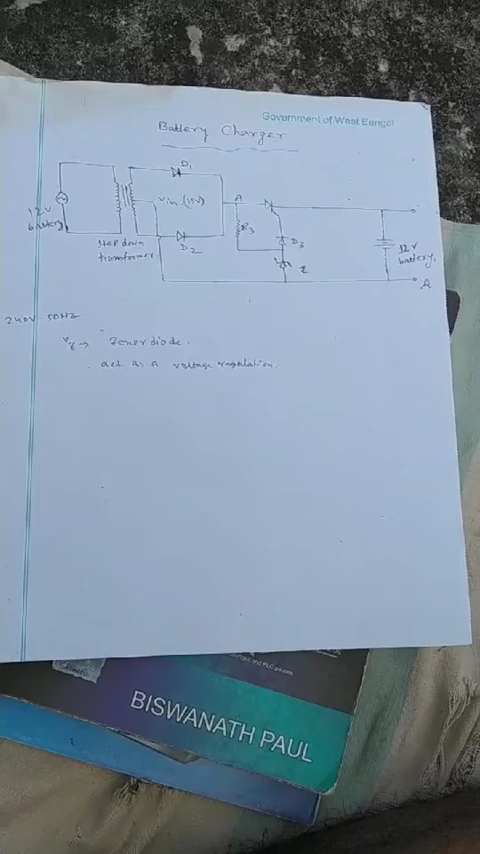 Government of West Bengal
Battery Charger
D1
A
Vin (15V)
12V
battery
R3
D3
12V
battery,
step down
transformer
D2
Z
A
240V-50Hz
Vz → Zener diode.
. act as a voltage regulation.
BISWANATH PAUL